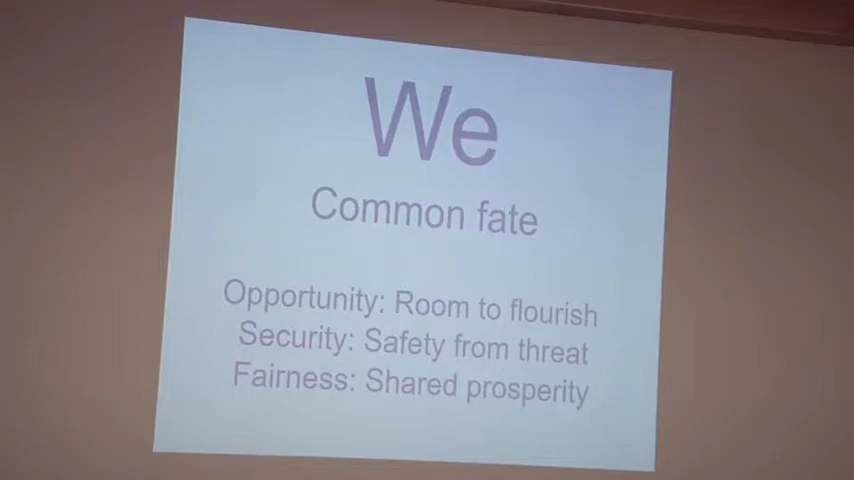 We
Common fate
Opportunity: Room to flourish
Security: Safety from threat
Fairness: Shared prosperity